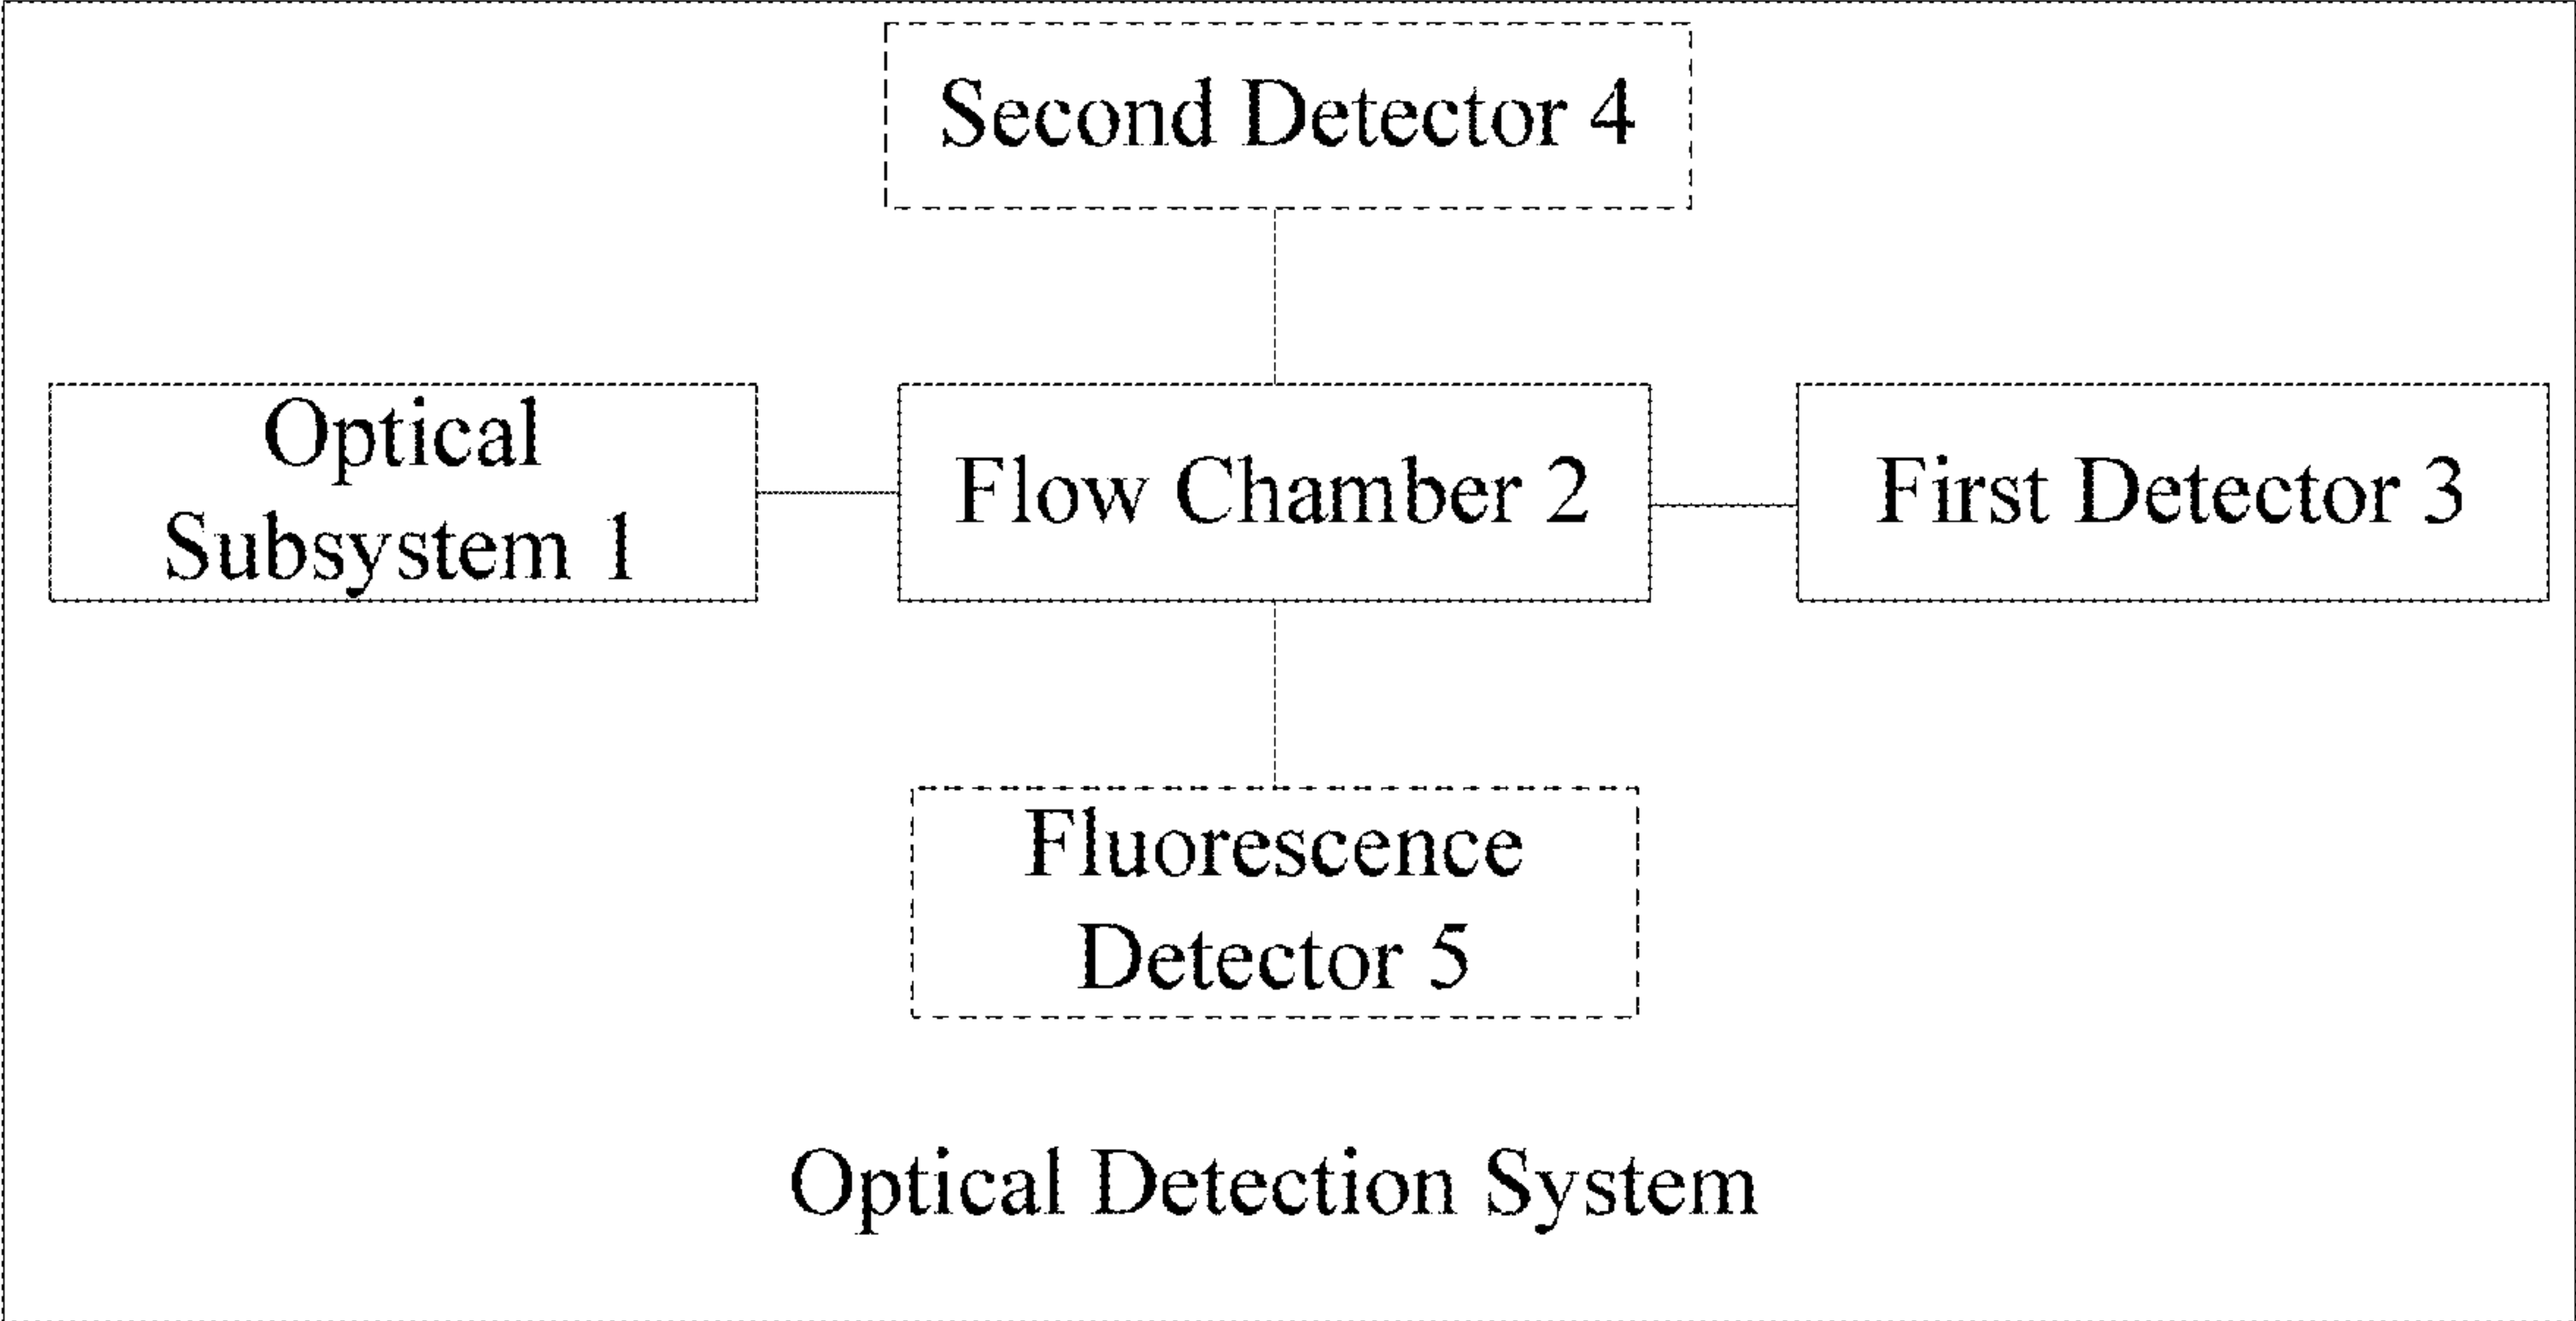 Second Detector 4
Optical
Subsystem 1
Flow Chamber 2
First Detector 3
Fluorescence
Detector 5
Optical Detection System